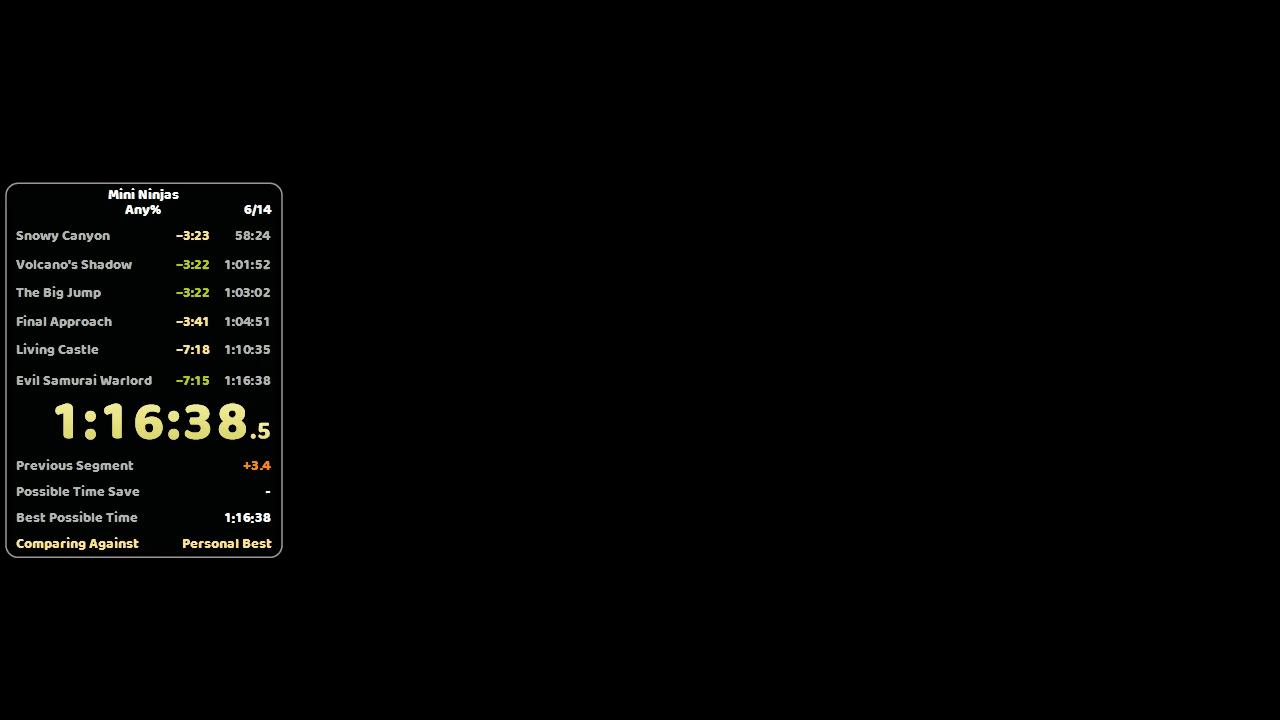 Mini Ninjas
Any% 6/14
Snowy Canyon −3:23 58:24
Volcano's Shadow −3:22 1:01:52
The Big Jump −3:22 1:03:02
Final Approach −3:41 1:04:51
Living Castle −7:18 1:10:35
Evil Samurai Warlord −7:15 1:16:38
1:16:38.5
Previous Segment +3.4
Possible Time Save -
Best Possible Time 1:16:38
Comparing Against Personal Best